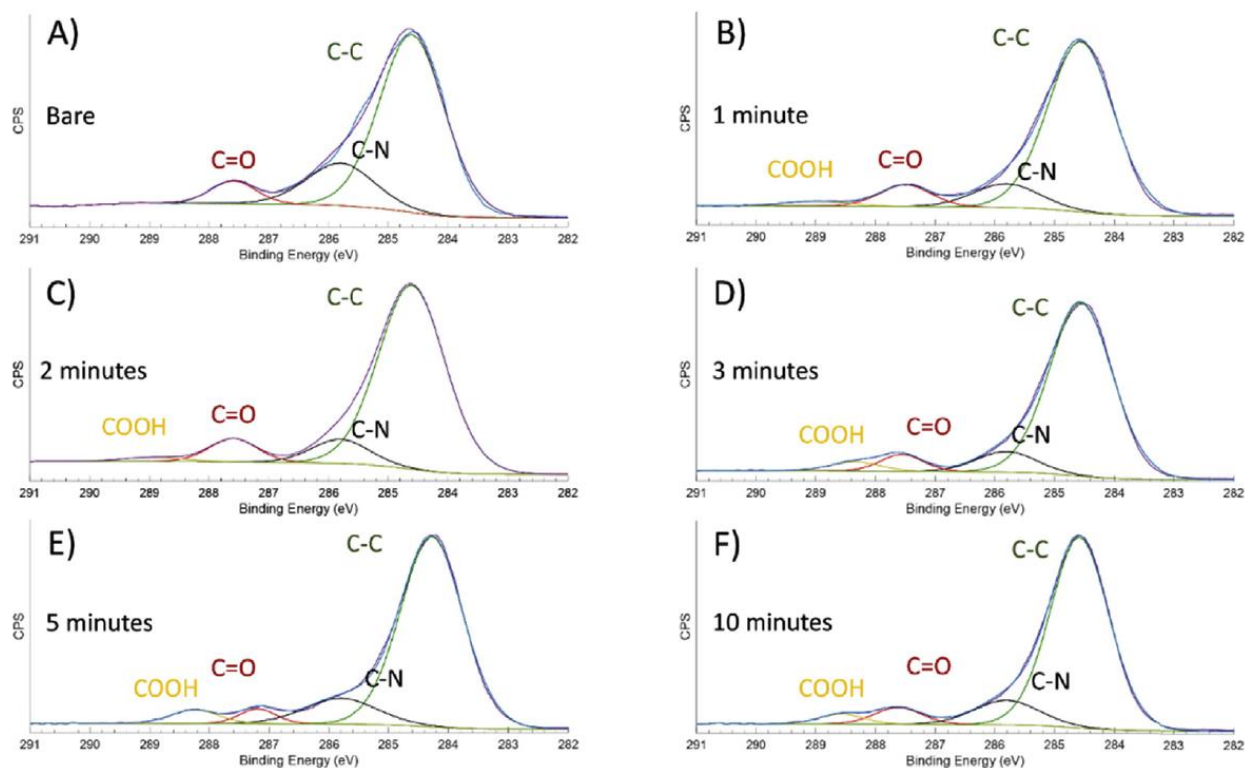 A)
C-C
Bare
C=O
C-N
CPS
291 290 289 288 287 286 285 284 283 282
Binding Energy (eV)
B)
C-C
1 minute
COOH
C=O
C-N
CPS
291 290 289 288 287 286 285 284 283 282
Binding Energy (eV)
C)
C-C
2 minutes
COOH
C=O
C-N
CPS
291 290 289 288 287 286 285 284 283 282
Binding Energy (eV)
D)
C-C
3 minutes
COOH
C=O
C-N
CPS
291 290 289 288 287 286 285 284 283 282
Binding Energy (eV)
E)
C-C
5 minutes
COOH
C=O
C-N
CPS
291 290 289 288 287 286 285 284 283 282
Binding Energy (eV)
F)
C-C
10 minutes
COOH
C=O
C-N
CPS
291 290 289 288 287 286 285 284 283 282
Binding Energy (eV)